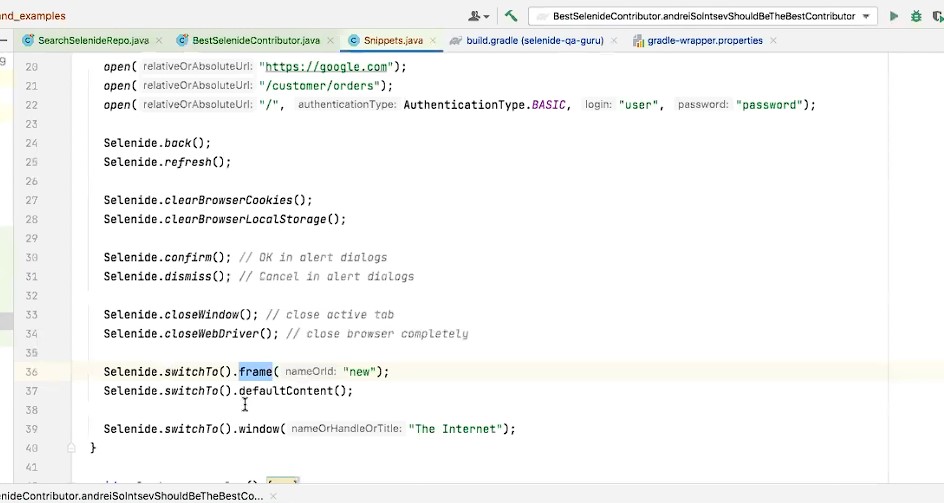 nd_examples
BestSelenideContributor.andreiSolntsevShouldBeTheBestContributor
SearchSelenideRepo.java
BestSelenideContributor.java
Snippets.java
build.gradle (selenide-qa-guru)
gradle-wrapper.properties
20 open( relativeOrAbsoluteUrl: "https://google.com");
21 open( relativeOrAbsoluteUrl: "/customer/orders");
22 open( relativeOrAbsoluteUrl: "/", authenticationType: AuthenticationType.BASIC, login: "user", password: "password");
23
24 Selenide.back();
25 Selenide.refresh();
26
27 Selenide.clearBrowserCookies();
28 Selenide.clearBrowserLocalStorage();
29
30 Selenide.confirm(); // OK in alert dialogs
31 Selenide.dismiss(); // Cancel in alert dialogs
32
33 Selenide.closeWindow(); // close active tab
34 Selenide.closeWebDriver(); // close browser completely
35
36 Selenide.switchTo().frame( nameOrId: "new");
37 Selenide.switchTo().defaultContent();
38
39 Selenide.switchTo().window( nameOrHandleOrTitle: "The Internet");
40 }
41
enideContributor.andreiSolntsevShouldBeTheBestCo...